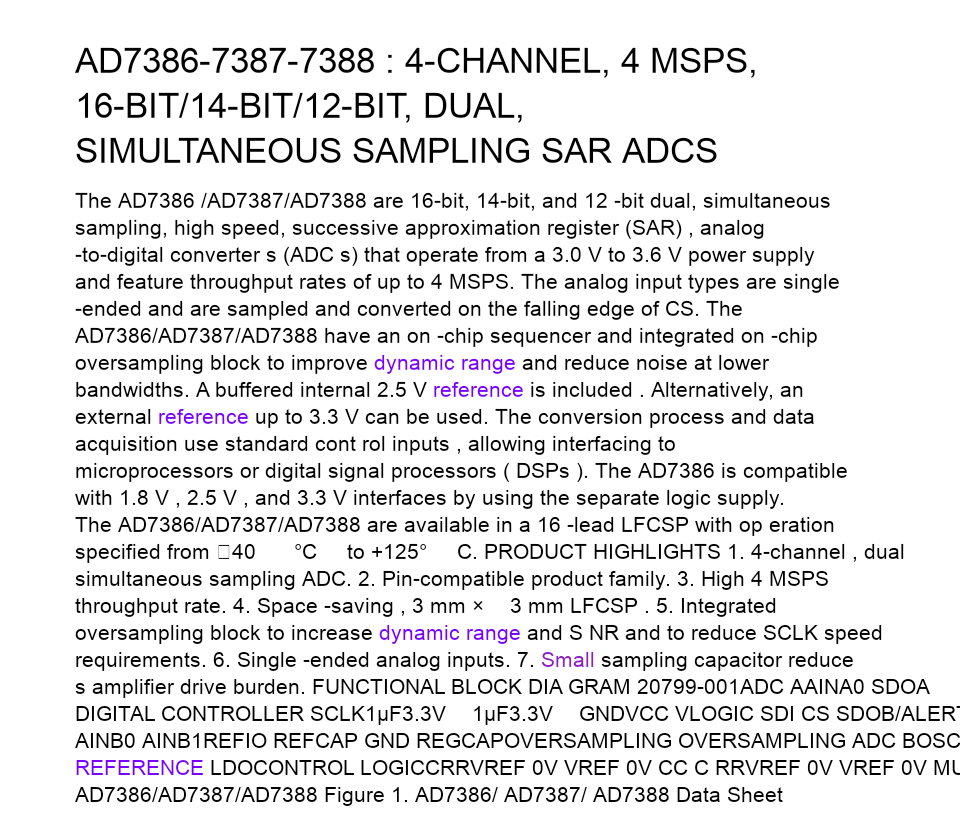 AD7386-7387-7388 : 4-CHANNEL, 4 MSPS,
16-BIT/14-BIT/12-BIT, DUAL,
SIMULTANEOUS SAMPLING SAR ADCS
The AD7386 /AD7387/AD7388 are 16-bit, 14-bit, and 12 -bit dual, simultaneous
sampling, high speed, successive approximation register (SAR) , analog
-to-digital converter s (ADC s) that operate from a 3.0 V to 3.6 V power supply
and feature throughput rates of up to 4 MSPS. The analog input types are single
-ended and are sampled and converted on the falling edge of CS. The
AD7386/AD7387/AD7388 have an on -chip sequencer and integrated on -chip
oversampling block to improve dynamic range and reduce noise at lower
bandwidths. A buffered internal 2.5 V reference is included . Alternatively, an
external reference up to 3.3 V can be used. The conversion process and data
acquisition use standard cont rol inputs , allowing interfacing to
microprocessors or digital signal processors ( DSPs ). The AD7386 is compatible
with 1.8 V , 2.5 V , and 3.3 V interfaces by using the separate logic supply.
The AD7386/AD7387/AD7388 are available in a 16 -lead LFCSP with op eration
specified from □40 °C to +125° C. PRODUCT HIGHLIGHTS 1. 4-channel , dual
simultaneous sampling ADC. 2. Pin-compatible product family. 3. High 4 MSPS
throughput rate. 4. Space -saving , 3 mm × 3 mm LFCSP . 5. Integrated
oversampling block to increase dynamic range and S NR and to reduce SCLK speed
requirements. 6. Single -ended analog inputs. 7. Small sampling capacitor reduce
s amplifier drive burden. FUNCTIONAL BLOCK DIA GRAM 20799-001ADC AAINA0 SDOA
DIGITAL CONTROLLER SCLK1µF3.3V 1µF3.3V GNDVCC VLOGIC SDI CS SDOB/ALERT
AINB0 AINB1REFIO REFCAP GND REGCAPOVERSAMPLING OVERSAMPLING ADC BOSC
REFERENCE LDOCONTROL LOGICCRRVREF 0V VREF 0V CC C RRVREF 0V VREF 0V MU
AD7386/AD7387/AD7388 Figure 1. AD7386/ AD7387/ AD7388 Data Sheet